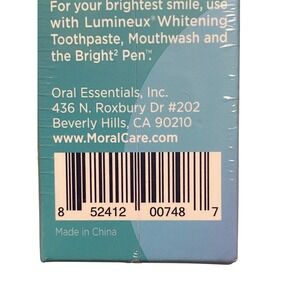 For your brightest smile, use
with Lumineux® Whitening
Toothpaste, Mouthwash and
the Bright² Pen™.
Oral Essentials, Inc.
436 N. Roxbury Dr #202
Beverly Hills, CA 90210
www.MoralCare.com
8 52412 00748 7
Made in China